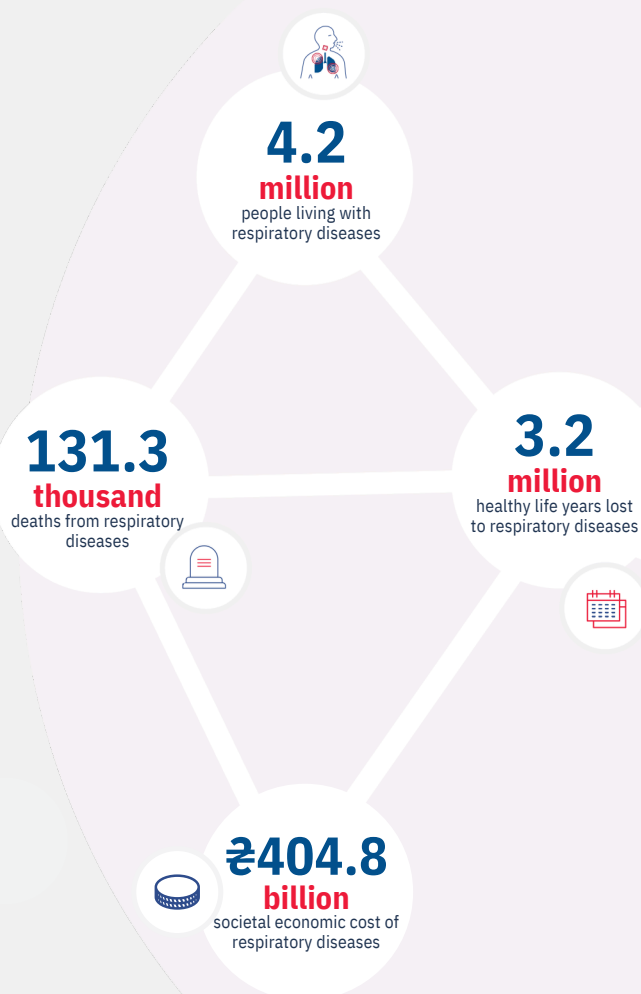 4.2
million
people living with
respiratory diseases
131.3
thousand
deaths from respiratory
diseases
3.2
million
healthy life years lost
to respiratory diseases
₴404.8
billion
societal economic cost of
respiratory diseases